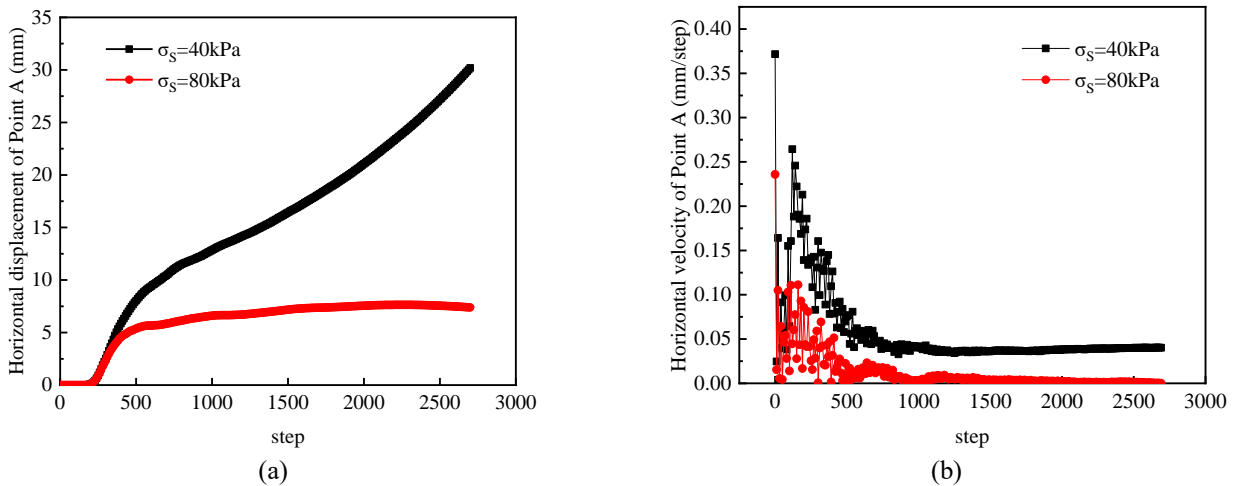 Horizontal displacement of Point A (mm)
35
30
25
20
15
10
5
0
σS=40kPa
σS=80kPa
0 500 1000 1500 2000 2500 3000
step
(a)
Horizontal velocity of Point A (mm/step)
0.40
0.35
0.30
0.25
0.20
0.15
0.10
0.05
0.00
σS=40kPa
σS=80kPa
0 500 1000 1500 2000 2500 3000
step
(b)